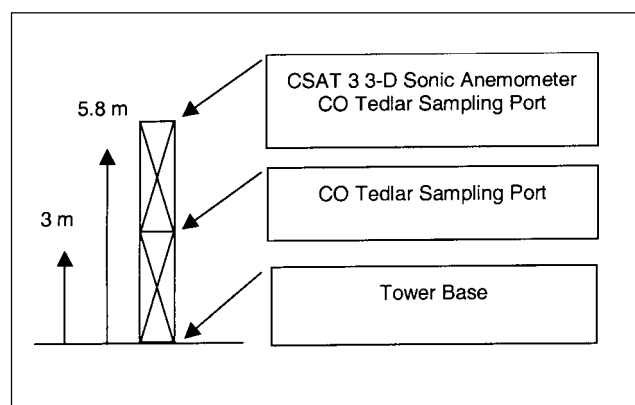 CSAT 3 3-D Sonic Anemometer
CO Tedlar Sampling Port
5.8 m
CO Tedlar Sampling Port
3 m
Tower Base